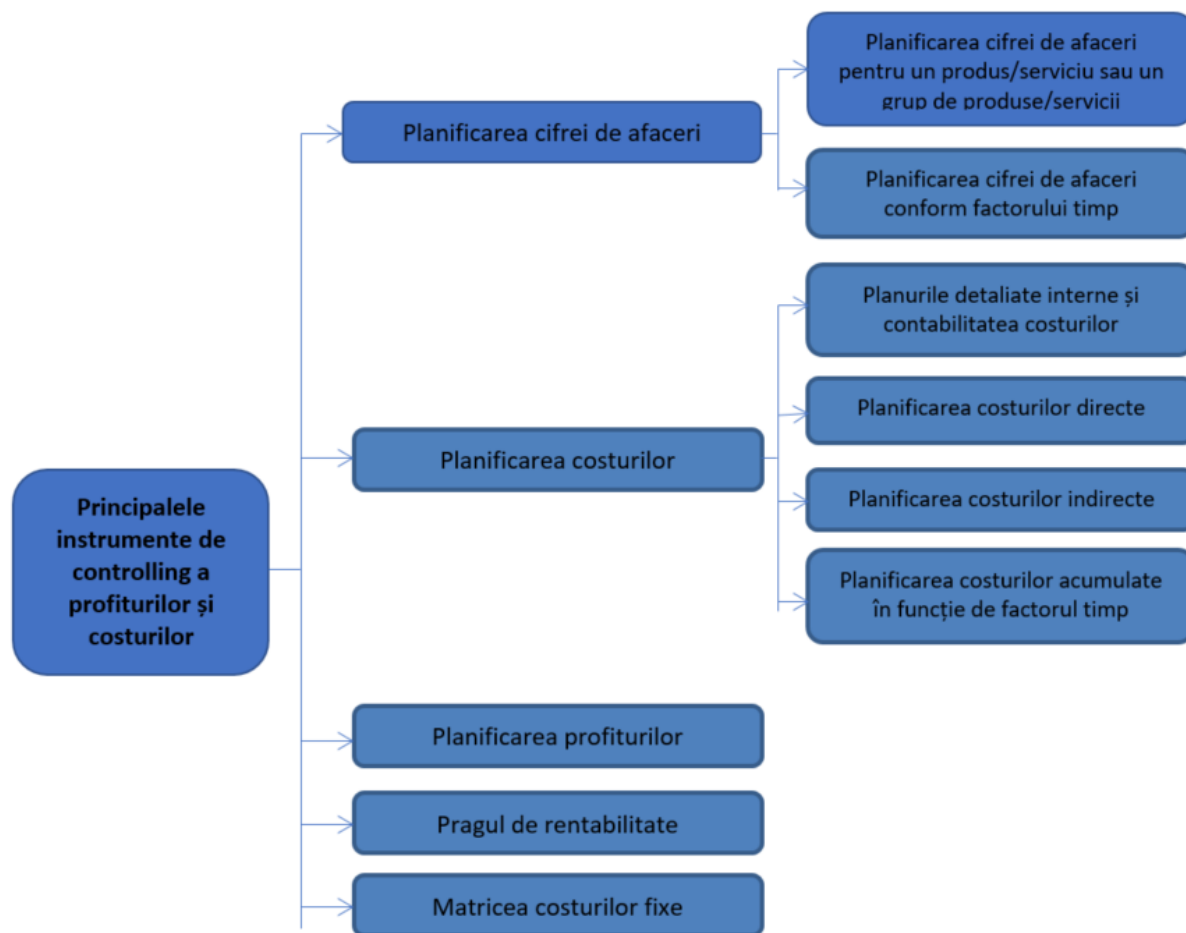 Principalele
instrumente de
controlling a
profiturilor și
costurilor
Planificarea cifrei de afaceri
Planificarea cifrei de afaceri
pentru un produs/serviciu sau un
grup de produse/servicii
Planificarea cifrei de afaceri
conform factorului timp
Planificarea costurilor
Planurile detaliate interne și
contabilitatea costurilor
Planificarea costurilor directe
Planificarea costurilor indirecte
Planificarea costurilor acumulate
în funcție de factorul timp
Planificarea profiturilor
Pragul de rentabilitate
Matricea costurilor fixe